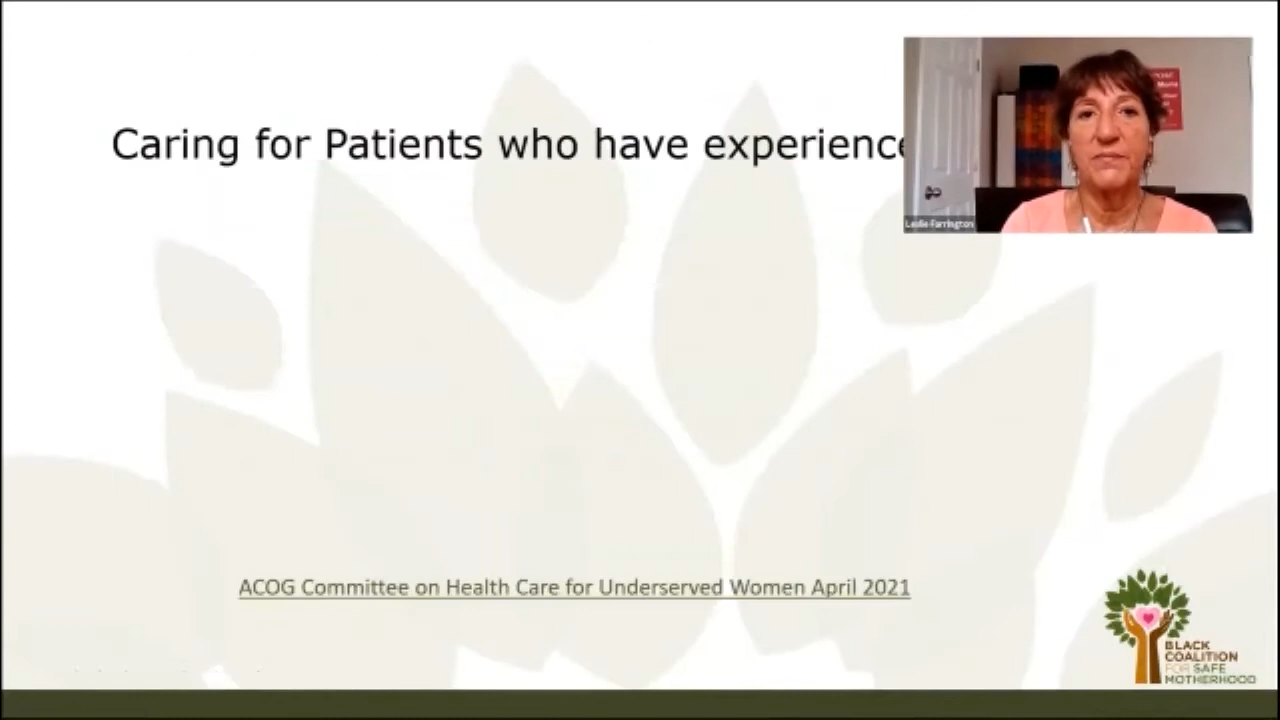 Caring for Patients who have experience
Leslie Farrington
ACOG Committee on Health Care for Underserved Women April 2021
BLACK
COALITION
FOR SAFE
MOTHERHOOD